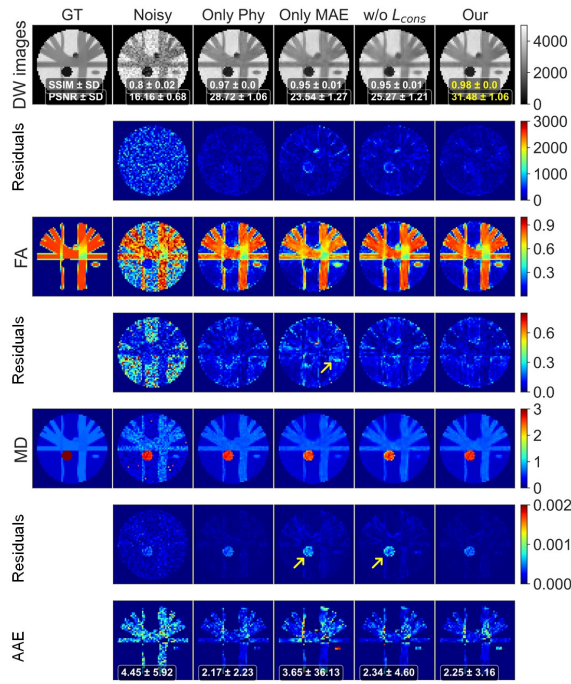 GT Noisy Only Phy Only MAE w/o L_cons Our
DW images
SSIM ± SD 0.8 ± 0.02 0.97 ± 0.0 0.95 ± 0.01 0.95 ± 0.01 0.98 ± 0.0
PSNR ± SD 16.16 ± 0.68 28.72 ± 1.06 23.54 ± 1.27 25.27 ± 1.21 31.48 ± 1.06
4000
2000
0
Residuals
3000
2000
1000
0
FA
0.9
0.6
0.3
Residuals
0.6
0.4
0.2
0.0
MD
3
2
1
0
Residuals
0.002
0.001
0.000
AAE
4.45 ± 5.92 2.17 ± 2.23 3.65 ± 36.13 2.34 ± 4.60 2.25 ± 3.16